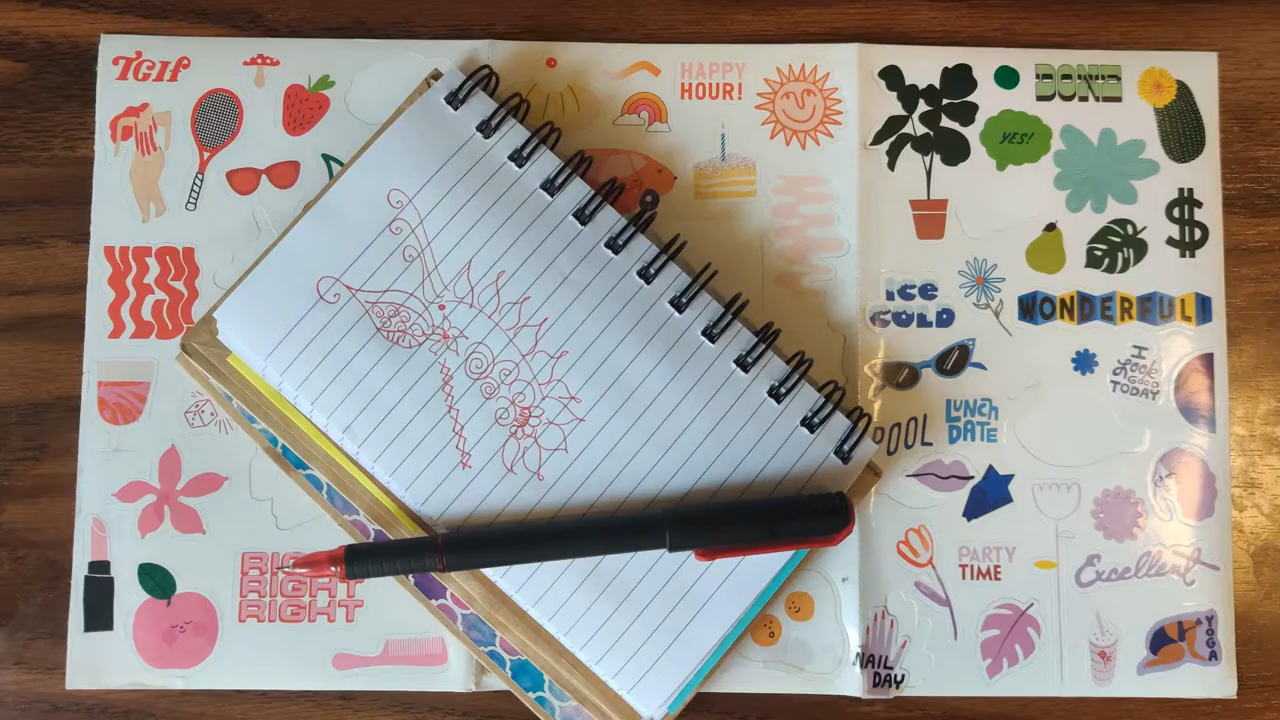 TGIF
HAPPY
HOUR!
DONE
YES!
YES!
$
Ice
COLD
WONDERFUL!
I
Look
GOOD
TODAY
POOL
LUNCH
DATE
PARTY
TIME
Excellent
RIGHT
RIGHT
NAIL
DAY
YOGA